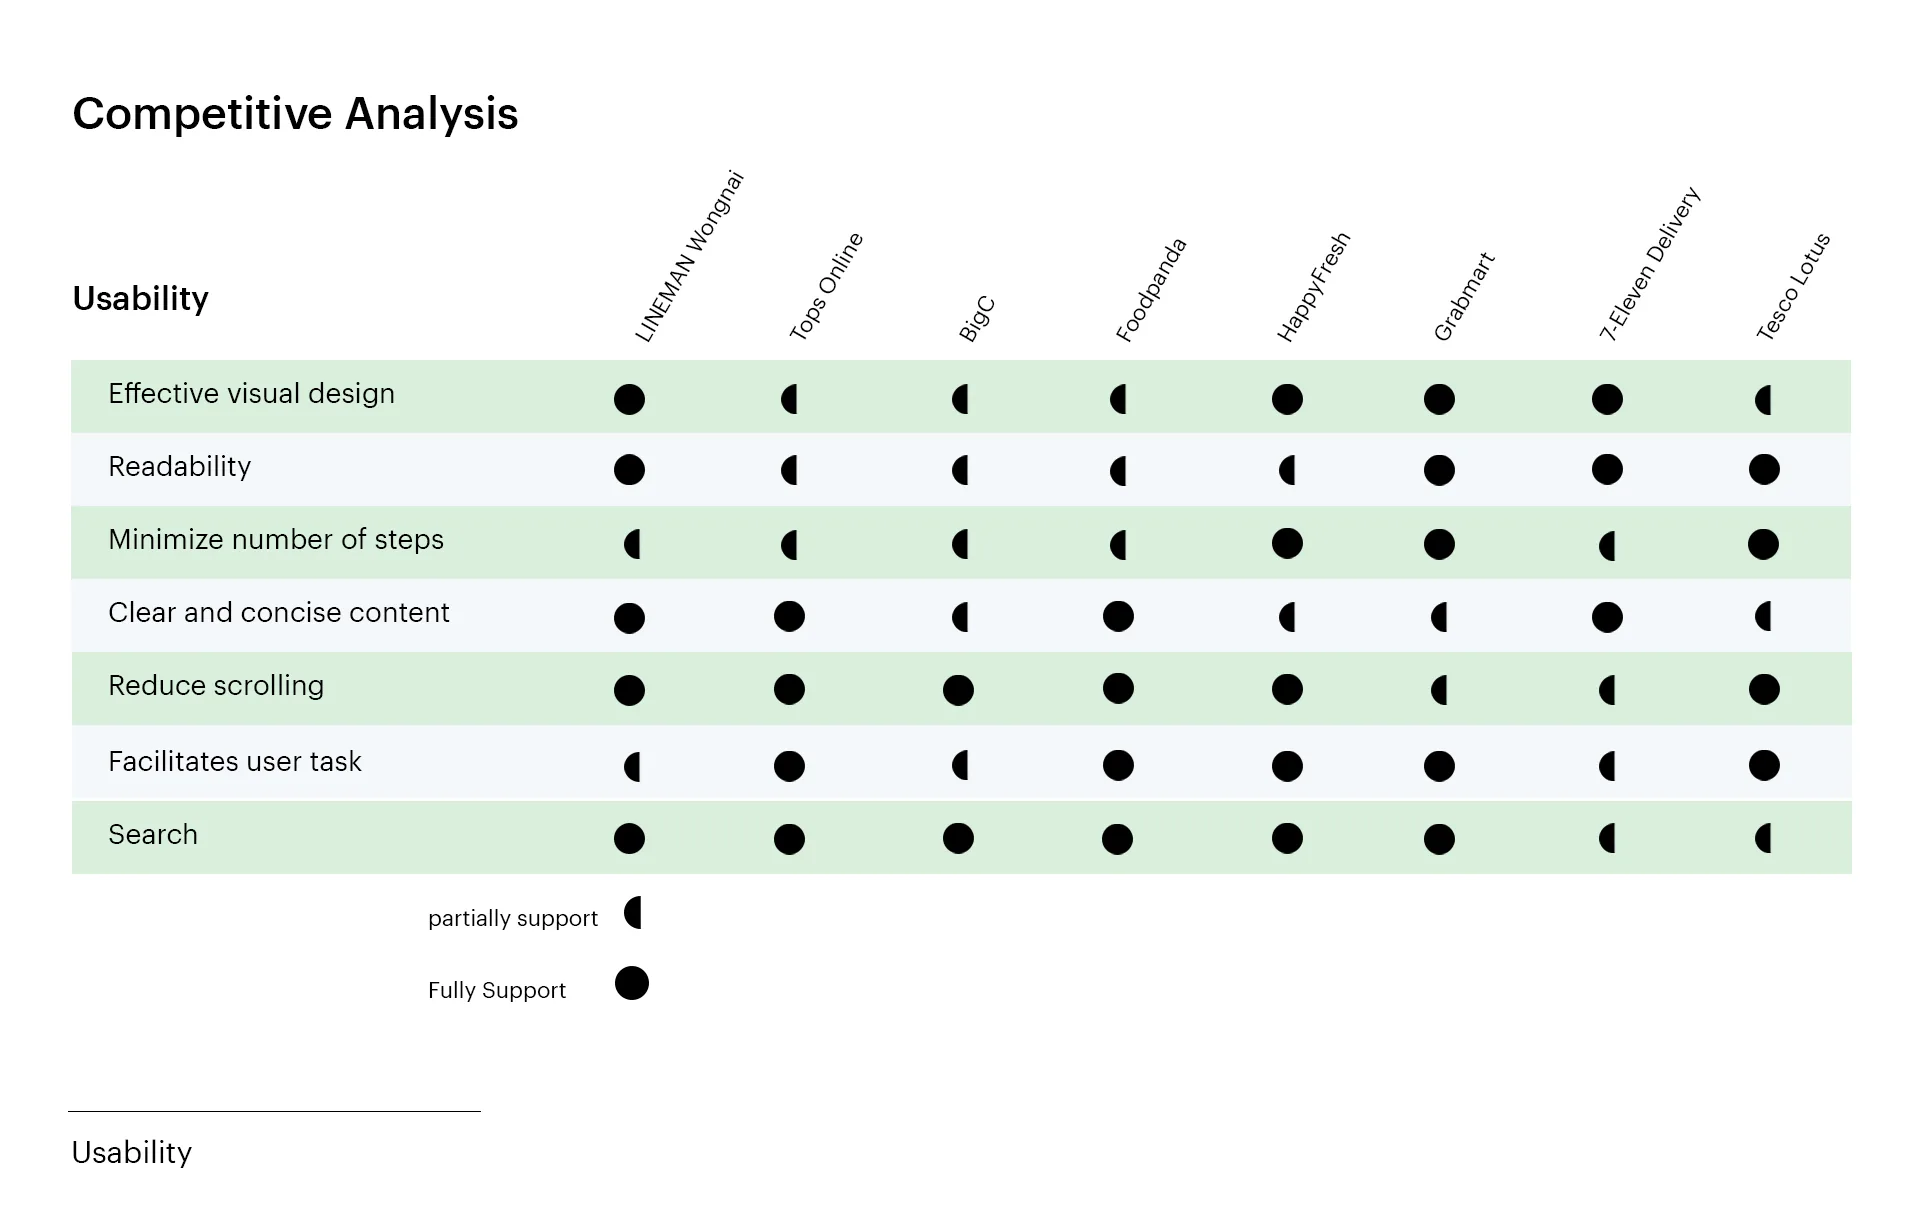 Competitive Analysis
Usability
LINEMAN Wongnai
Tops Online
BigC
Foodpanda
HappyFresh
Grabmart
7-Eleven Delivery
Tesco Lotus
Effective visual design
Readability
Minimize number of steps
Clear and concise content
Reduce scrolling
Facilitates user task
Search
partially support
Fully Support
Usability